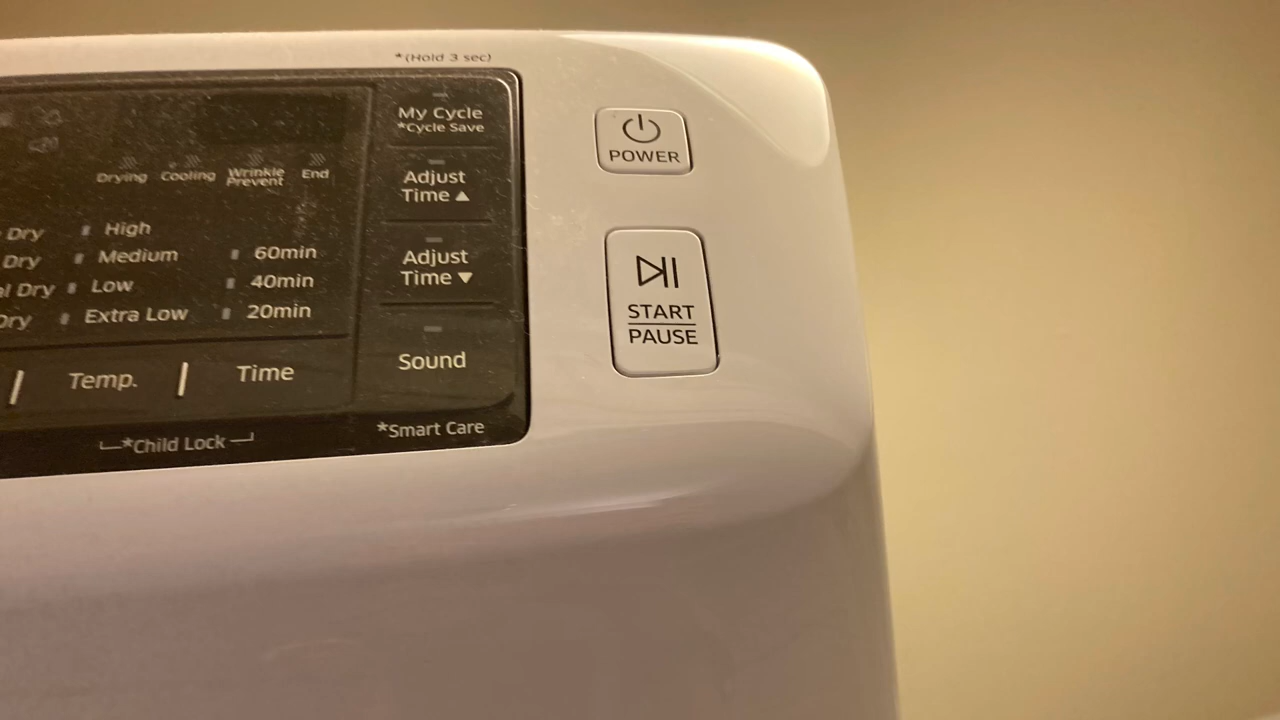 *(Hold 3 sec)
My Cycle
*Cycle Save
POWER
Drying Cooling Wrinkle Prevent End
Adjust
Time ▲
Dry High
Dry Medium 60min
Dry Low 40min
Dry Extra Low 20min
Adjust
Time ▼
START
PAUSE
Temp. Time
Sound
*Child Lock
*Smart Care